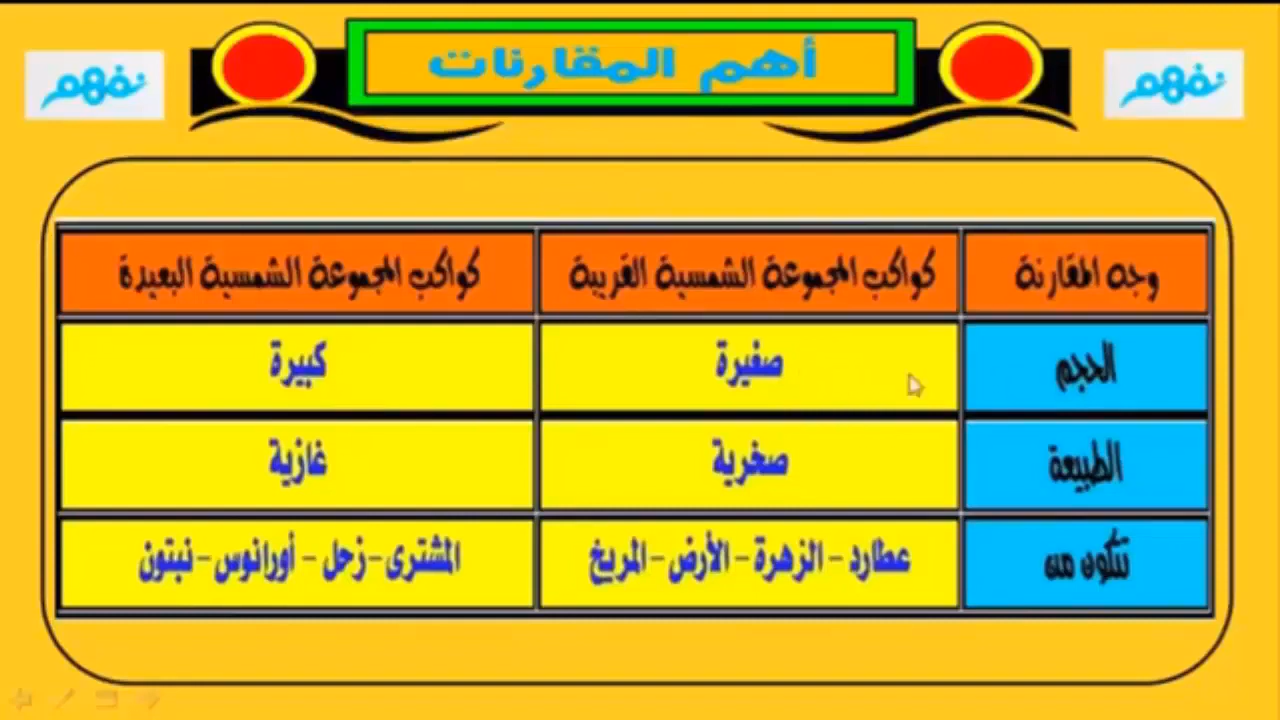 نفهم
أهم المقارنات
نفهم
وجه المقارنة
كواكب المجموعة الشمسية القريبة
كواكب المجموعة الشمسية البعيدة
الحجم
صغيرة
كبيرة
الطبيعة
صخرية
غازية
تتكون من
عطارد - الزهرة - الأرض - المريخ
المشترى - زحل - أورانوس - نبتون